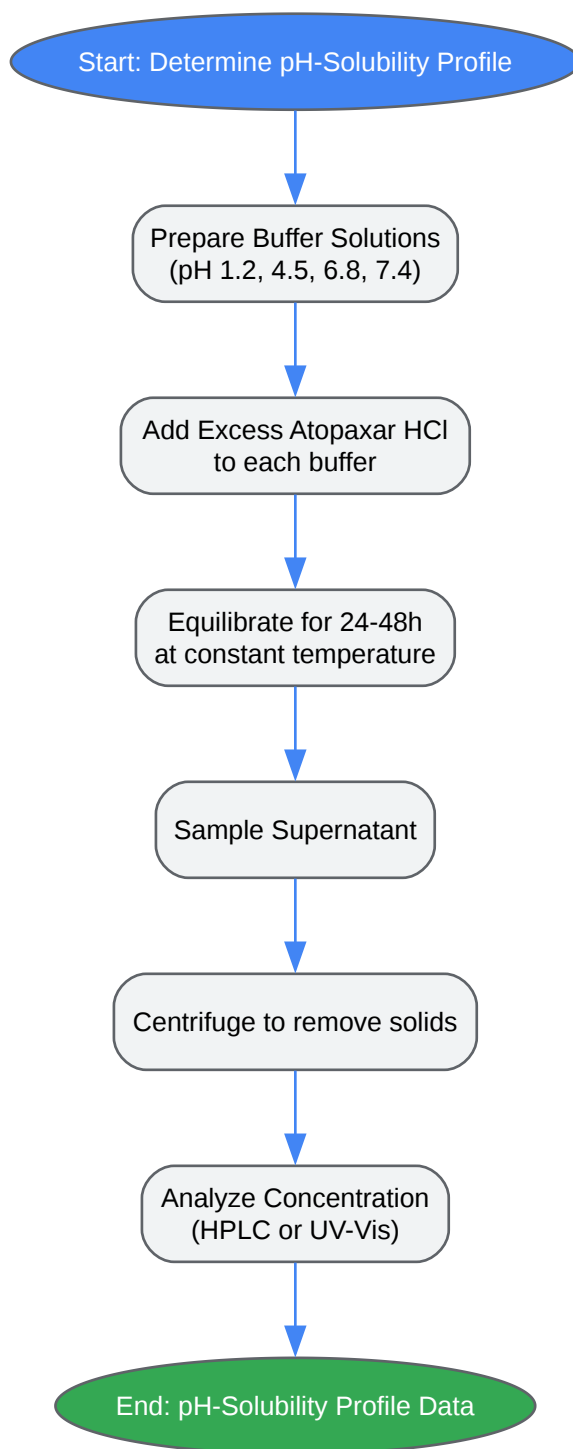 Start: Determine pH-Solubility Profile
Prepare Buffer Solutions
(pH 1.2, 4.5, 6.8, 7.4)
Add Excess Atopaxar HCl
to each buffer
Equilibrate for 24-48h
at constant temperature
Sample Supernatant
Centrifuge to remove solids
Analyze Concentration
(HPLC or UV-Vis)
End: pH-Solubility Profile Data